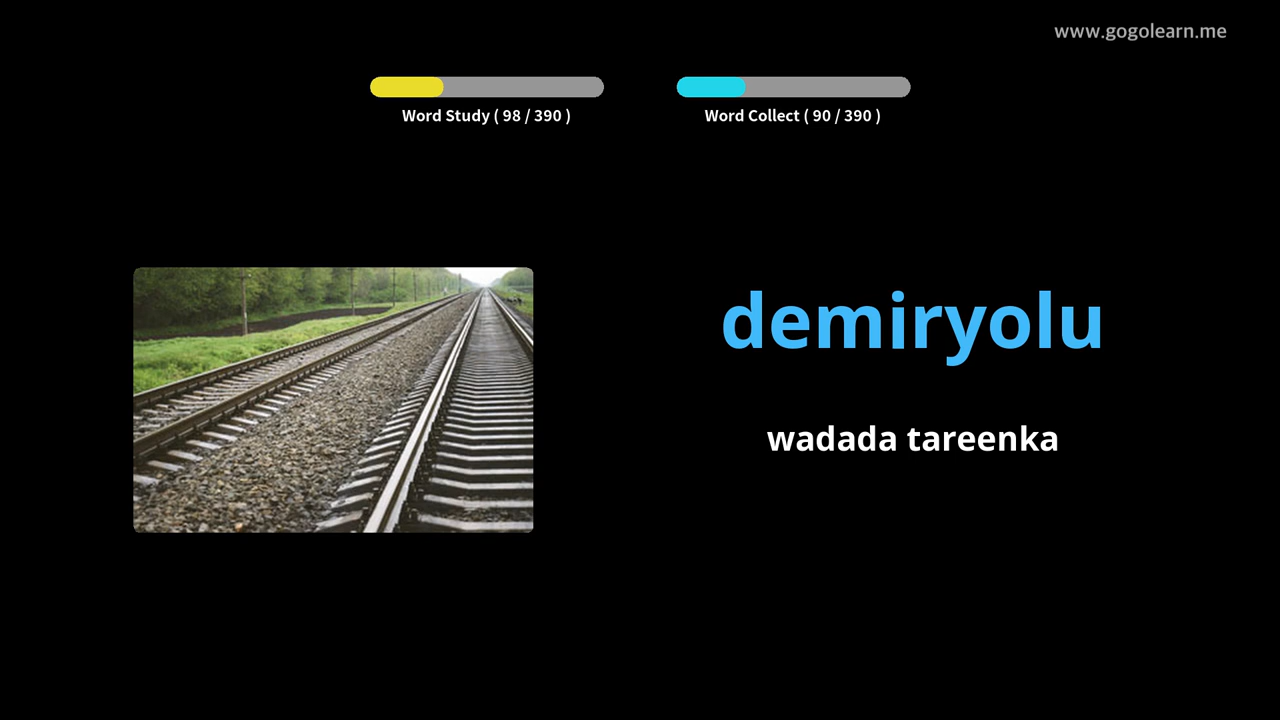 www.gogolearn.me
Word Study ( 98 / 390 )
Word Collect ( 90 / 390 )
demiryolu
wadada tareenka